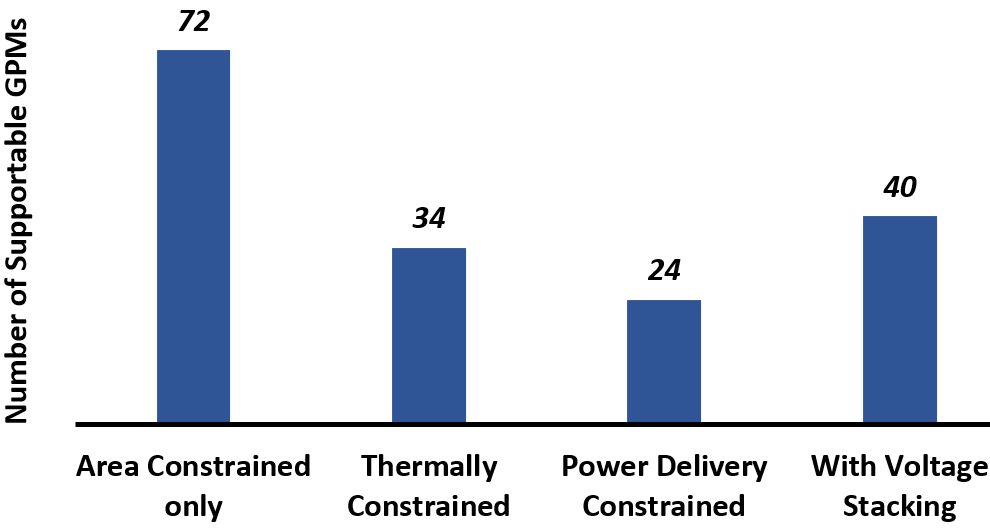 Number of Supportable GPMs
72
34
24
40
Area Constrained
only
Thermally
Constrained
Power Delivery
Constrained
With Voltage
Stacking